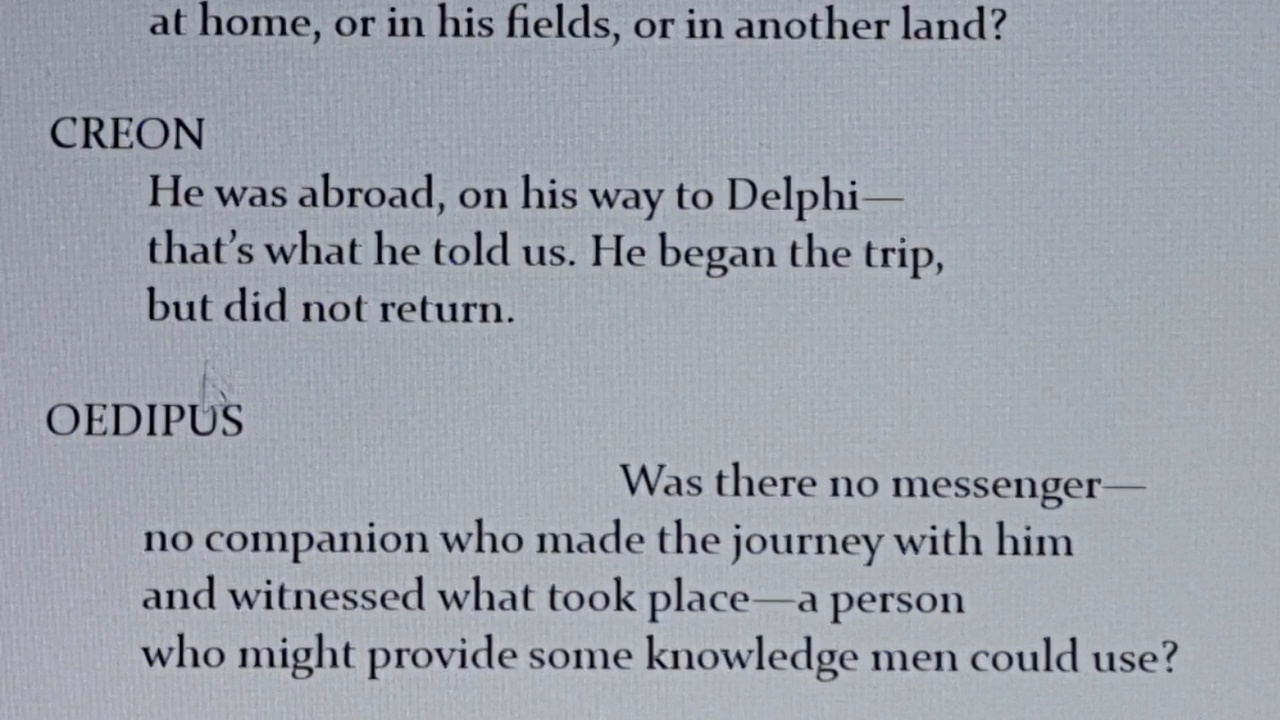 at home, or in his fields, or in another land?
CREON
He was abroad, on his way to Delphi—
that’s what he told us. He began the trip,
but did not return.
OEDIPUS
Was there no messenger—
no companion who made the journey with him
and witnessed what took place—a person
who might provide some knowledge men could use?